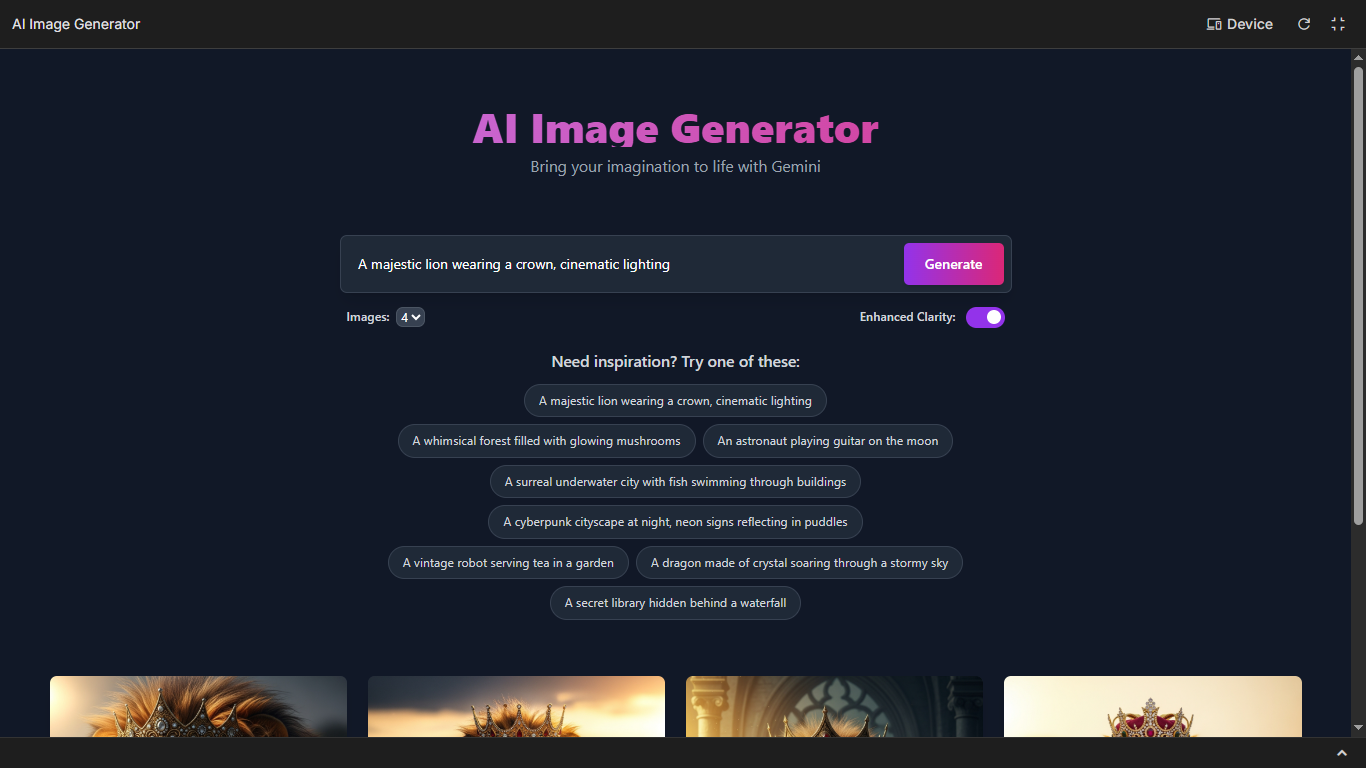 AI Image Generator
Device
AI Image Generator
Bring your imagination to life with Gemini
A majestic lion wearing a crown, cinematic lighting
Generate
Images: 4
Enhanced Clarity:
Need inspiration? Try one of these:
A majestic lion wearing a crown, cinematic lighting
A whimsical forest filled with glowing mushrooms
An astronaut playing guitar on the moon
A surreal underwater city with fish swimming through buildings
A cyberpunk cityscape at night, neon signs reflecting in puddles
A vintage robot serving tea in a garden
A dragon made of crystal soaring through a stormy sky
A secret library hidden behind a waterfall